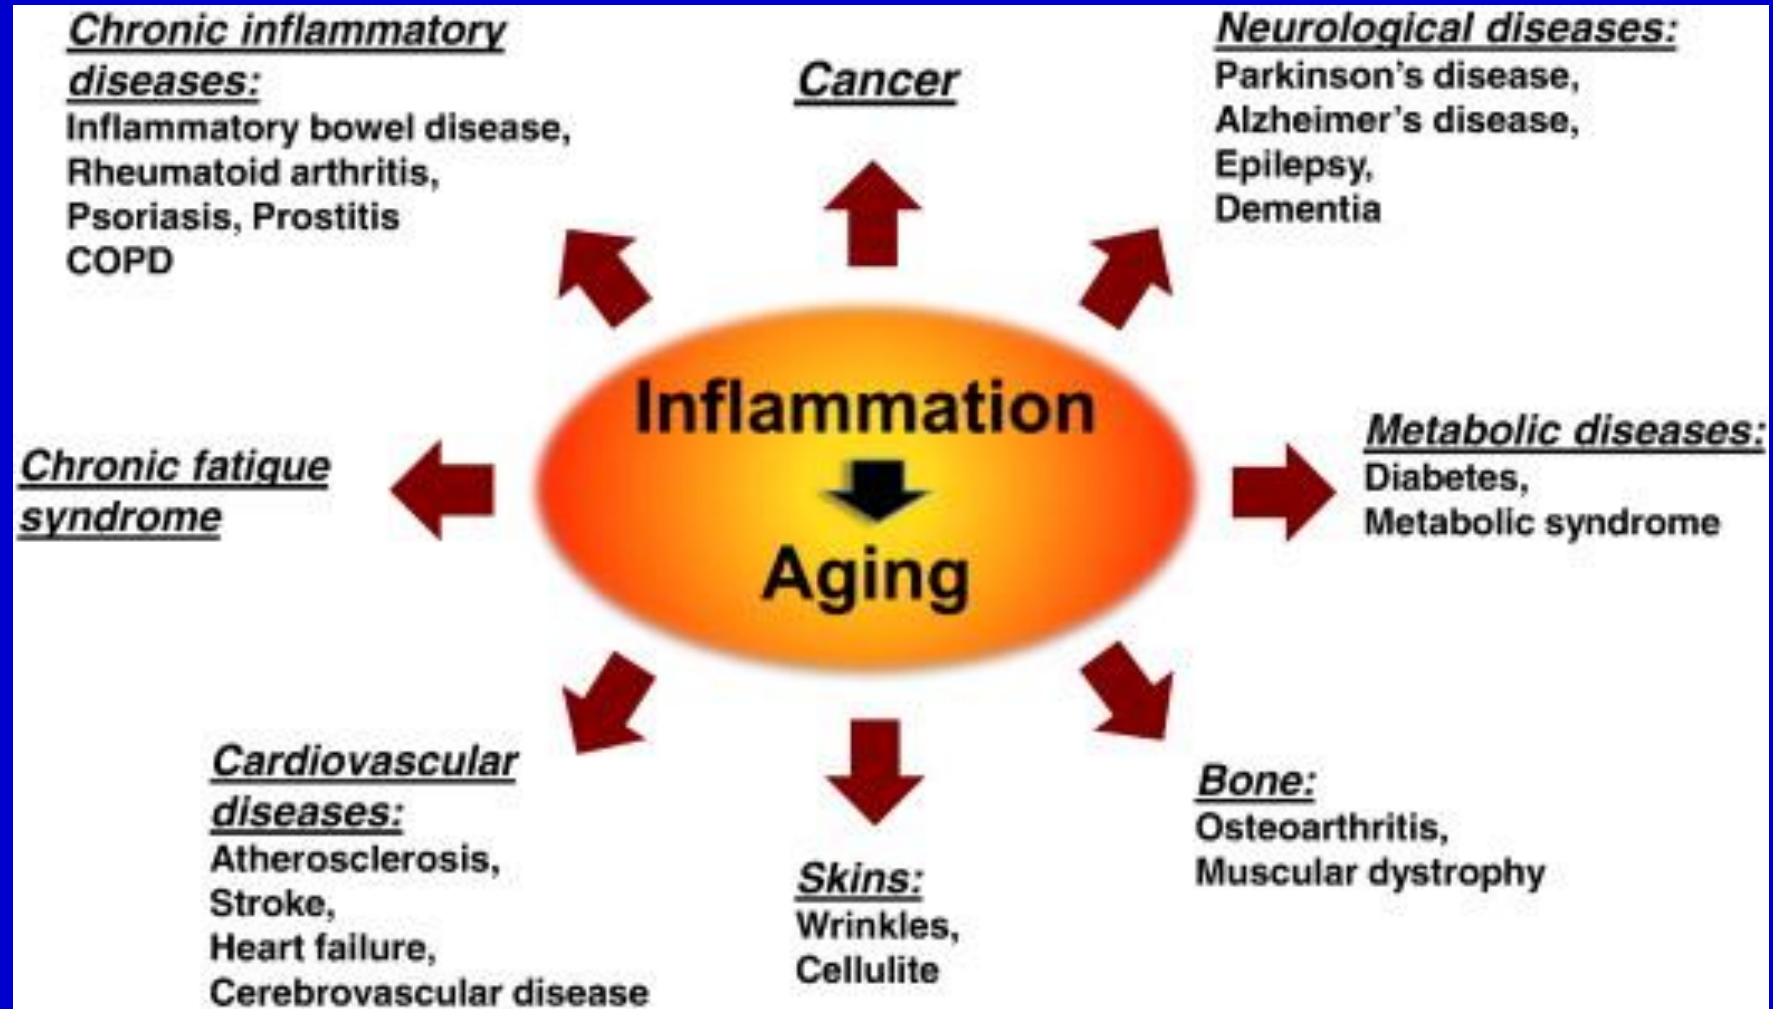 Chronic inflammatory
diseases:
Inflammatory bowel disease,
Rheumatoid arthritis,
Psoriasis, Prostitis
COPD
Cancer
Neurological diseases:
Parkinson's disease,
Alzheimer's disease,
Epilepsy,
Dementia
Inflammation
Aging
Chronic fatique
syndrome
Metabolic diseases:
Diabetes,
Metabolic syndrome
Cardiovascular
diseases:
Atherosclerosis,
Stroke,
Heart failure,
Cerebrovascular disease
Skins:
Wrinkles,
Cellulite
Bone:
Osteoarthritis,
Muscular dystrophy